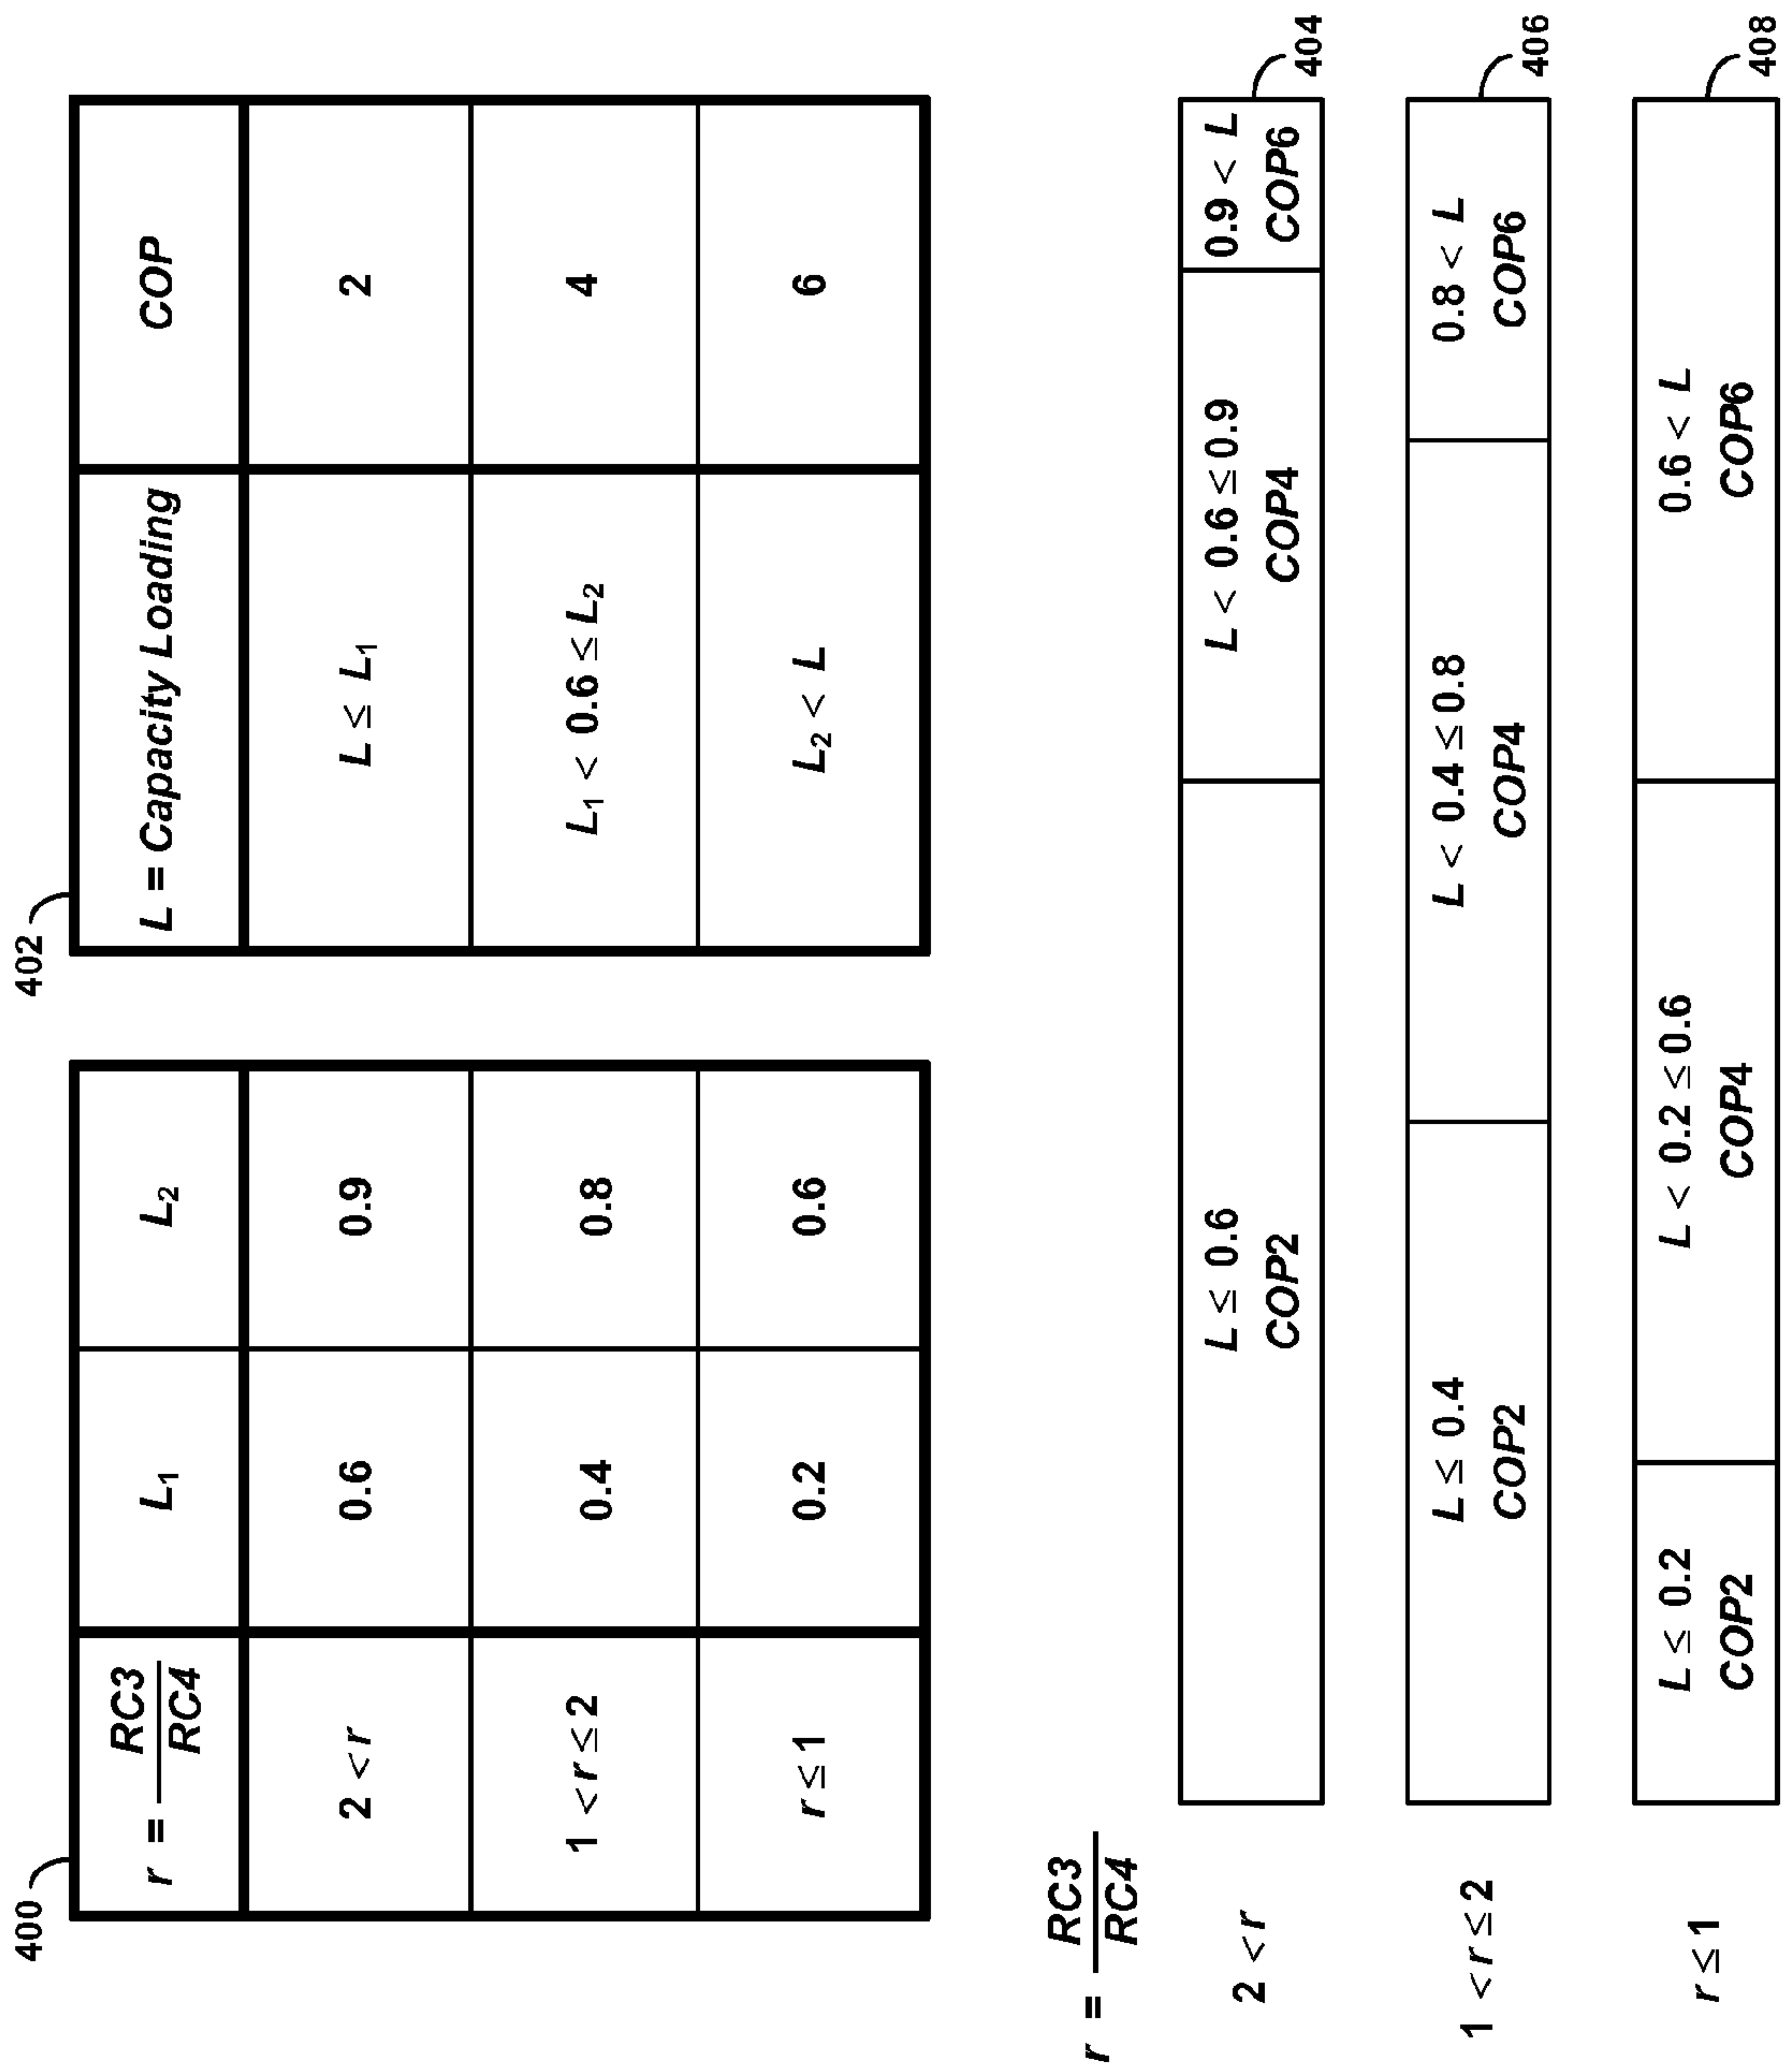 400
r = RC3 / RC4 L₁ L₂
2 < r 0.6 0.9
1 < r ≤ 2 0.4 0.8
r ≤ 1 0.2 0.6
402
L = Capacity Loading COP
L ≤ L₁ 2
L₁ < 0.6 ≤ L₂ 4
L₂ < L 6
r = RC3 / RC4
2 < r
L ≤ 0.6
COP2
L < 0.6 ≤ 0.9
COP4
0.9 < L
COP6
404
1 < r ≤ 2
L ≤ 0.4
COP2
L < 0.4 ≤ 0.8
COP4
0.8 < L
COP6
406
r ≤ 1
L ≤ 0.2
COP2
L < 0.2 ≤ 0.6
COP4
0.6 < L
COP6
408